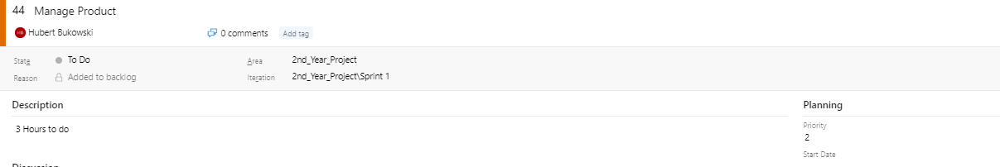 44 Manage Product
Hubert Bukowski 0 comments Add tag
State To Do Area 2nd_Year_Project
Reason Added to backlog Iteration 2nd_Year_Project\Sprint 1
Description Planning
3 Hours to do
Priority
2
Start Date